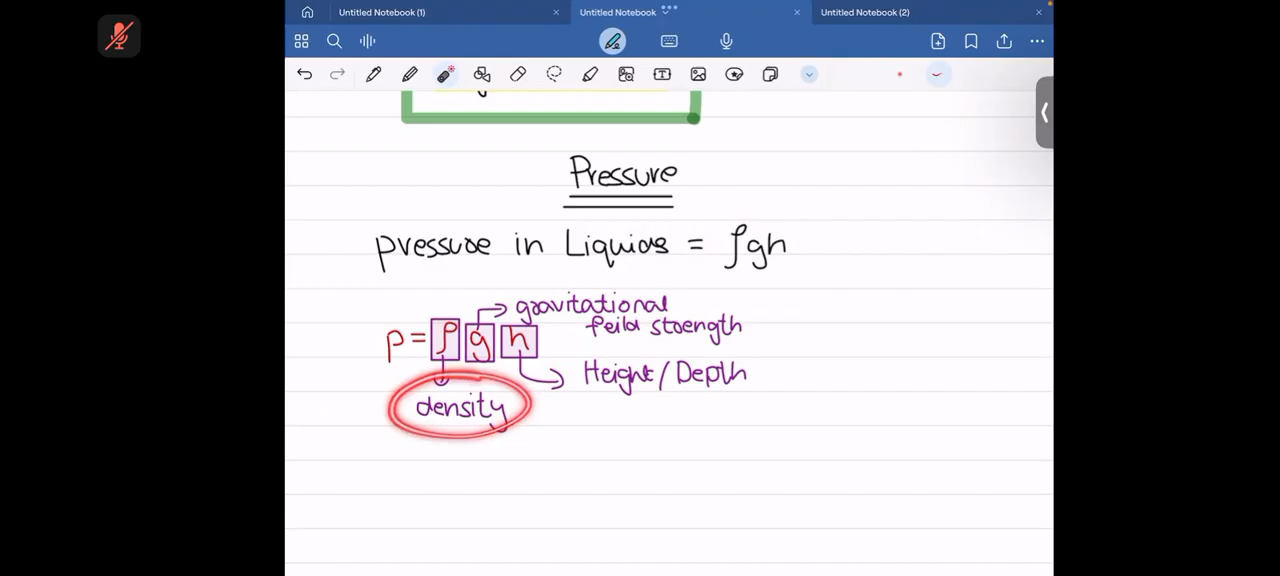 Untitled Notebook (1)
Untitled Notebook
Untitled Notebook (2)
Pressure
pressure in Liquids = ρgh
gravitational
feild strength
p = ρ g h
Height/Depth
density